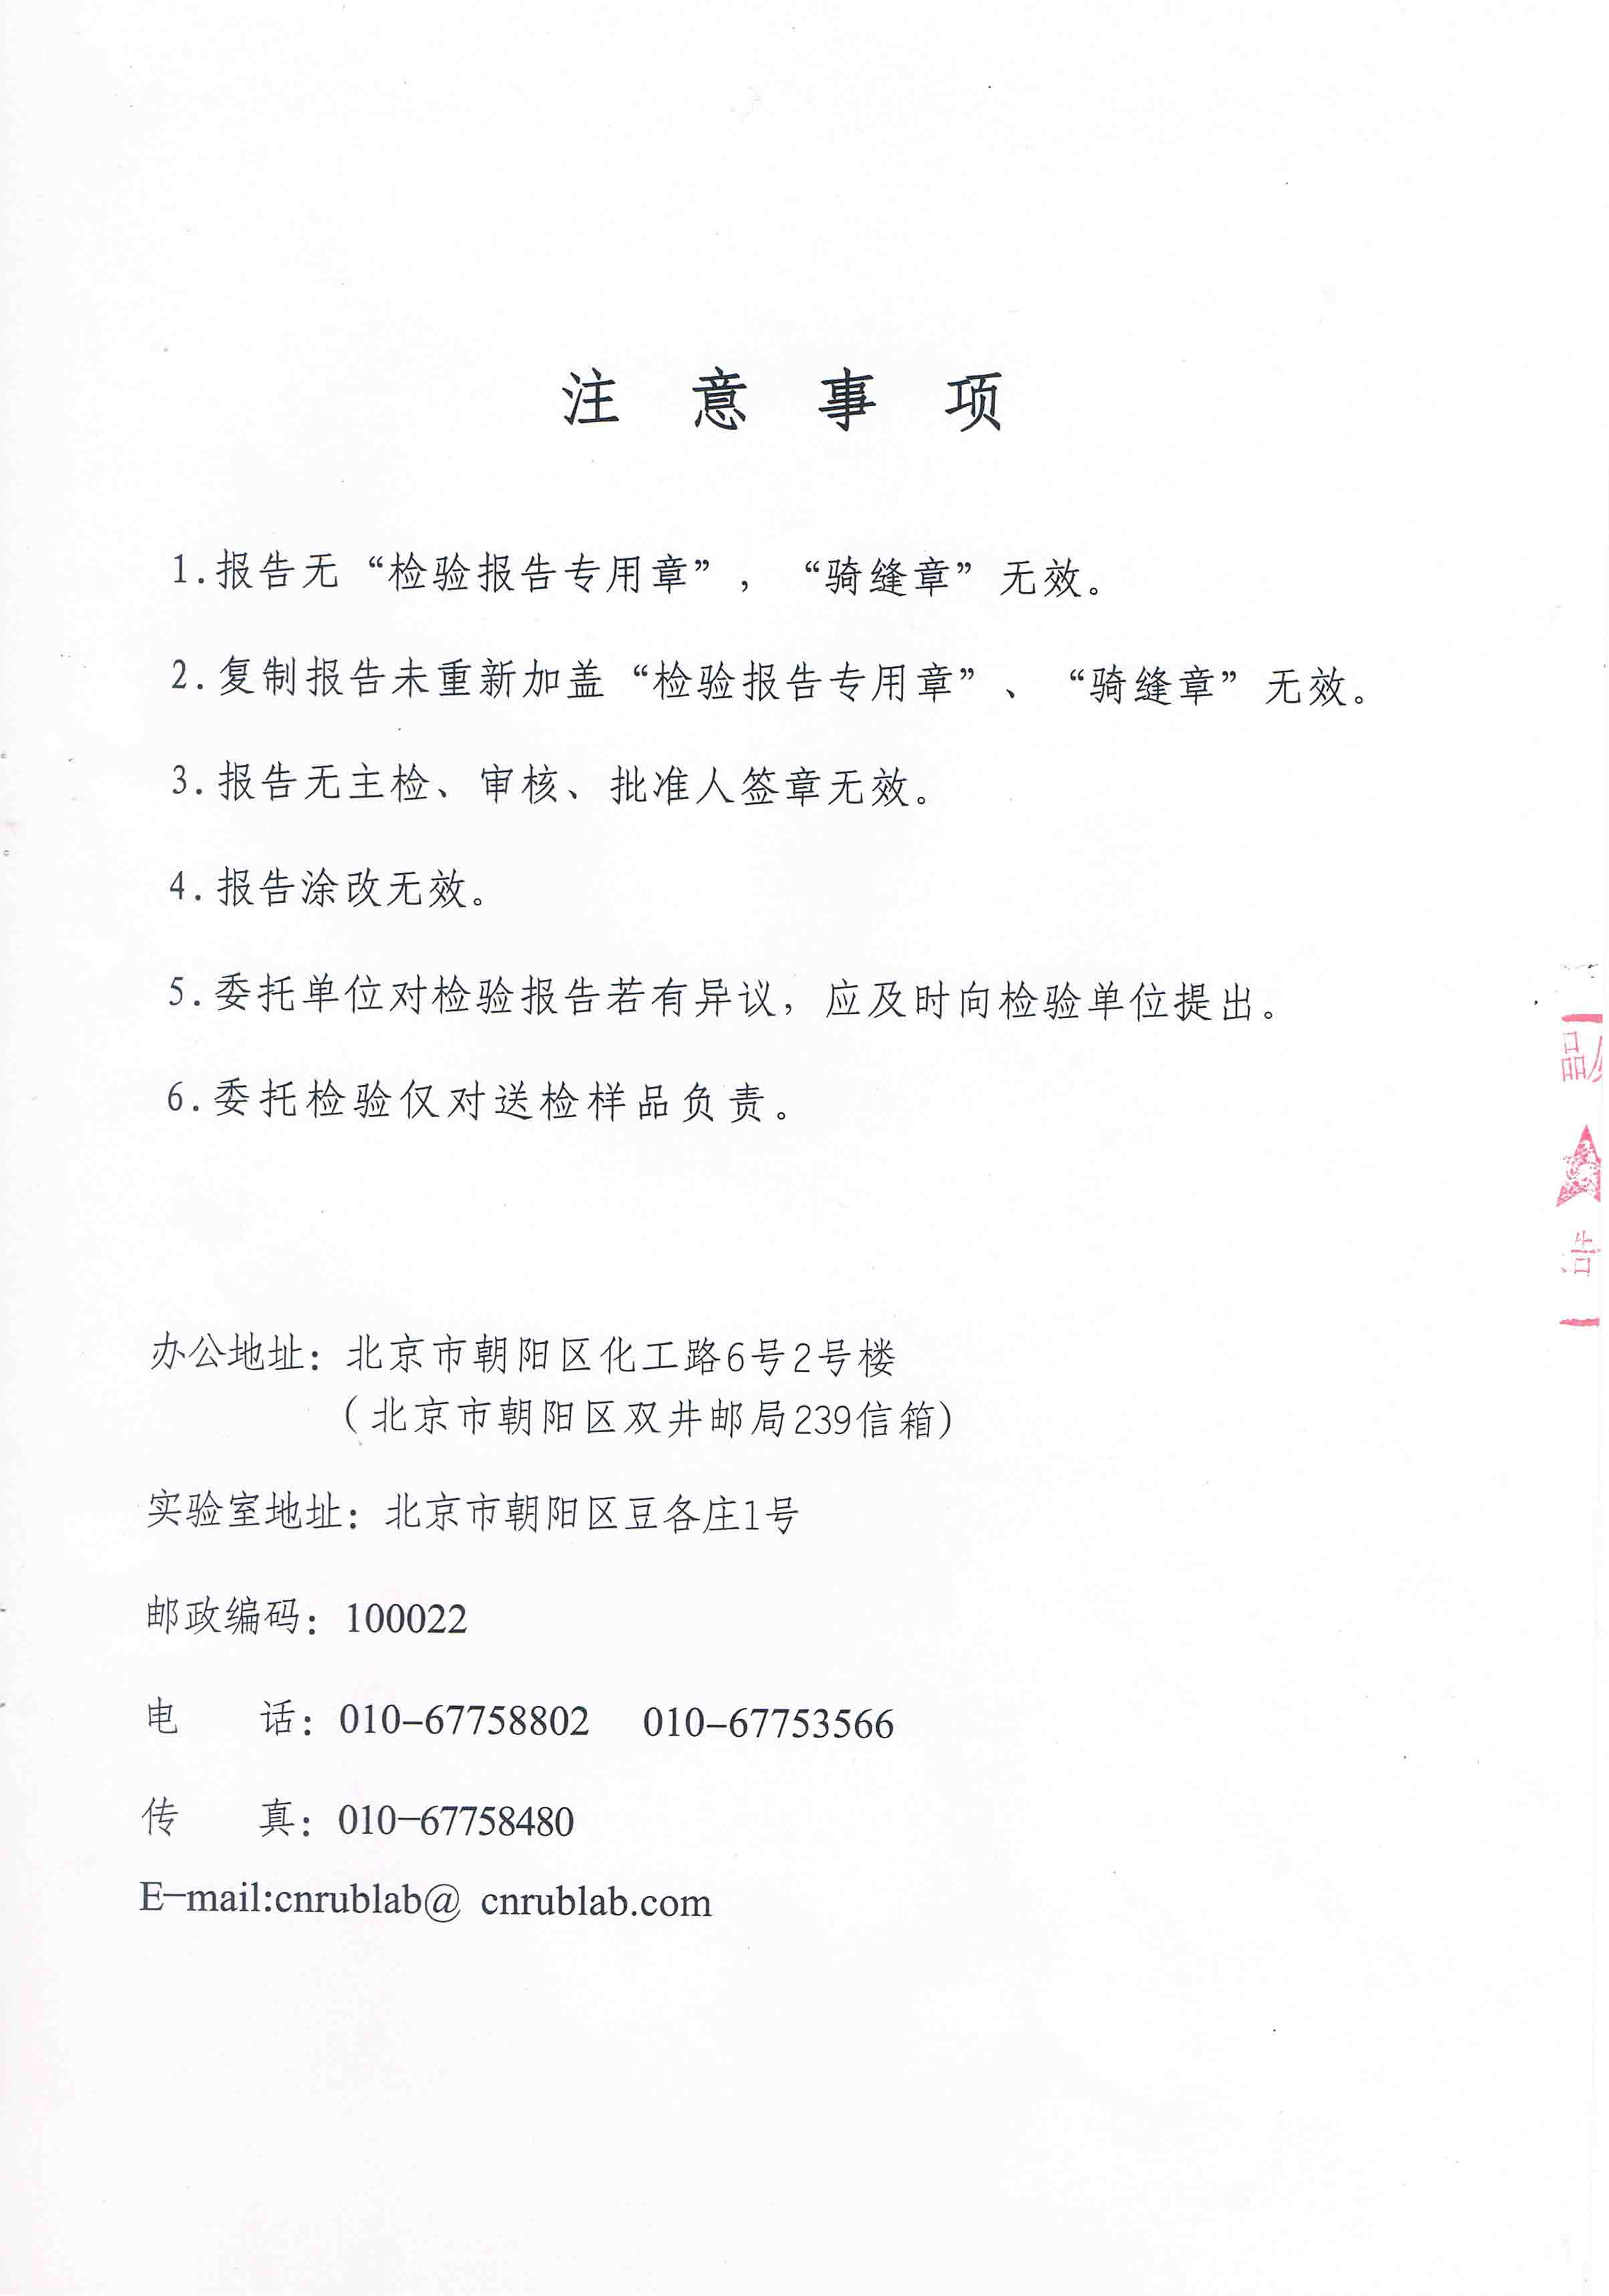 注意事项
1.报告无“检验报告专用章”，“骑缝章”无效。
2.复制报告未重新加盖“检验报告专用章”、“骑缝章”无效。
3.报告无主检、审核、批准人签章无效。
4.报告涂改无效。
5.委托单位对检验报告若有异议，应及时向检验单位提出。
6.委托检验仅对送检样品负责。
品
告
办公地址：北京市朝阳区化工路6号2号楼
（北京市朝阳区双井邮局239信箱）
实验室地址：北京市朝阳区豆各庄1号
邮政编码：100022
电 话：010-67758802 010-67753566
传 真：010-67758480
E-mail:cnrublab@ cnrublab.com